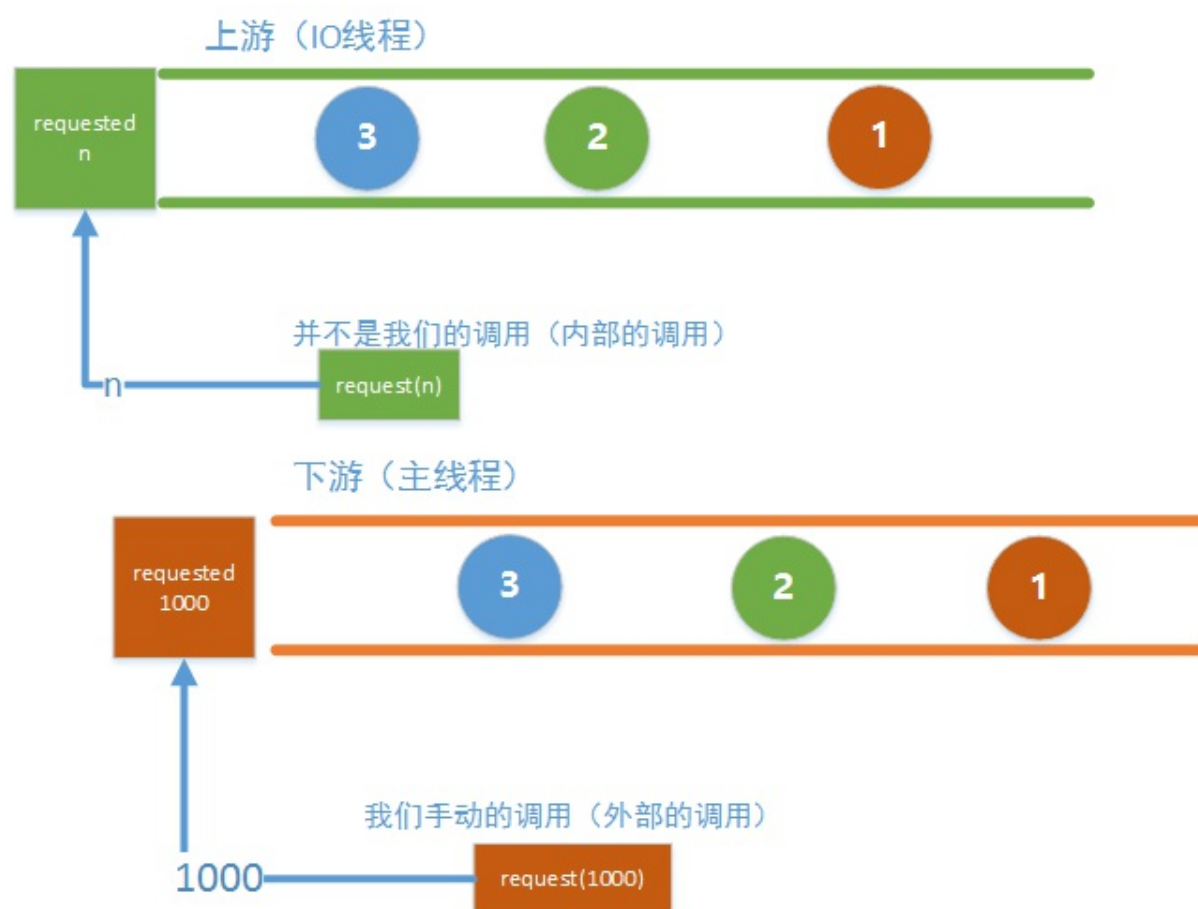 上游（IO线程）
requested
n
3
2
1
并不是我们的调用（内部的调用）
n
request(n)
下游（主线程）
requested
1000
3
2
1
我们手动的调用（外部的调用）
1000
request(1000)